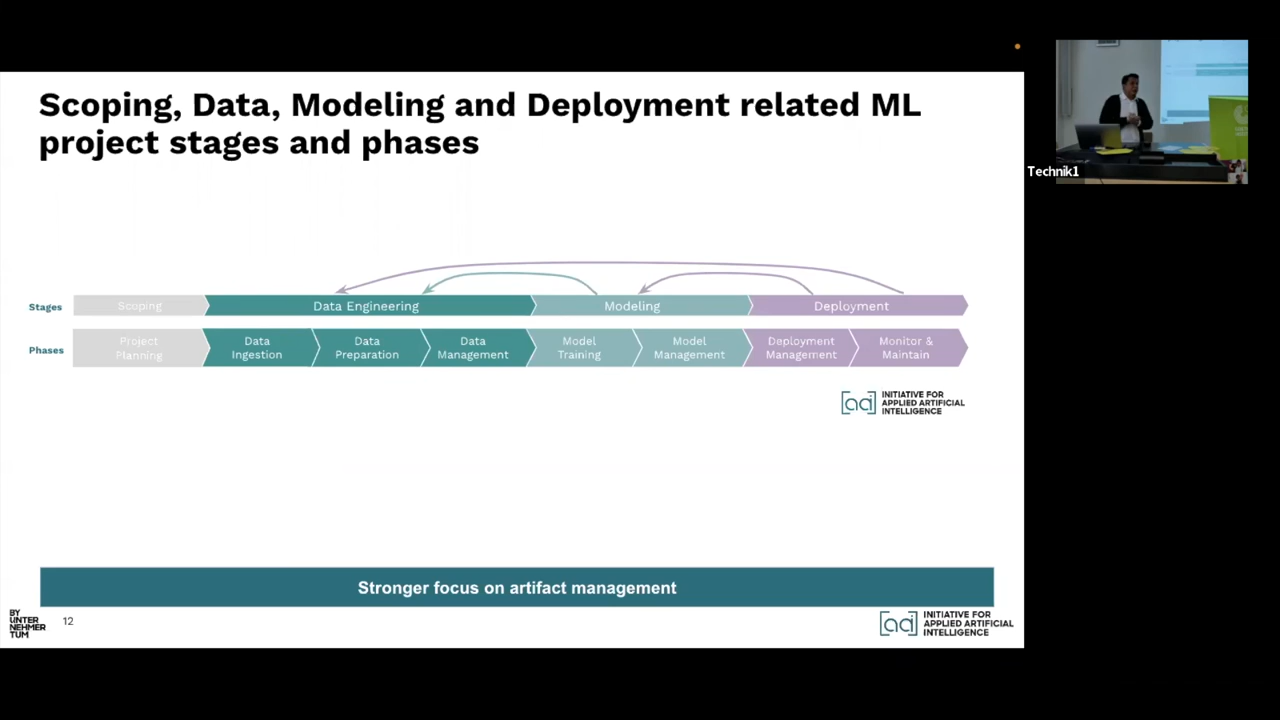 Scoping, Data, Modeling and Deployment related ML
project stages and phases
Technik1
Stages
Scoping
Data Engineering
Modeling
Deployment
Phases
Project
Planning
Data
Ingestion
Data
Preparation
Data
Management
Model
Training
Model
Management
Deployment
Management
Monitor &
Maintain
[aai] INITIATIVE FOR
APPLIED ARTIFICIAL
INTELLIGENCE
Stronger focus on artifact management
BY
UNTER
NEHMER
TUM
12
[aai] INITIATIVE FOR
APPLIED ARTIFICIAL
INTELLIGENCE